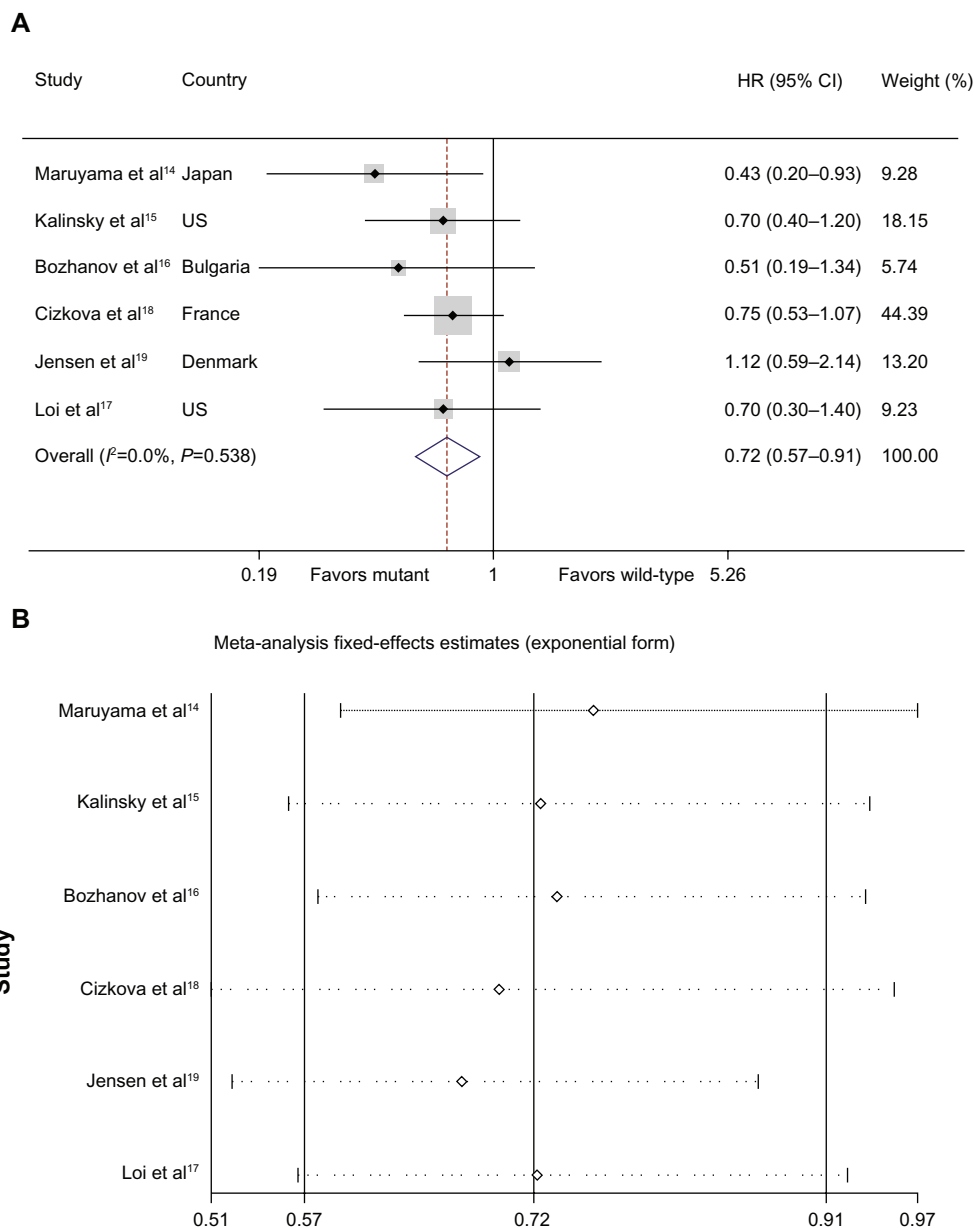 A
Study Country HR (95% CI) Weight (%)
Maruyama et al¹⁴ Japan 0.43 (0.20–0.93) 9.28
Kalinsky et al¹⁵ US 0.70 (0.40–1.20) 18.15
Bozhanov et al¹⁶ Bulgaria 0.51 (0.19–1.34) 5.74
Cizkova et al¹⁸ France 0.75 (0.53–1.07) 44.39
Jensen et al¹⁹ Denmark 1.12 (0.59–2.14) 13.20
Loi et al¹⁷ US 0.70 (0.30–1.40) 9.23
Overall (I²=0.0%, P=0.538) 0.72 (0.57–0.91) 100.00
0.19 Favors mutant 1 Favors wild-type 5.26
B
Meta-analysis fixed-effects estimates (exponential form)
Study
Maruyama et al¹⁴
Kalinsky et al¹⁵
Bozhanov et al¹⁶
Cizkova et al¹⁸
Jensen et al¹⁹
Loi et al¹⁷
0.51 0.57 0.72 0.91 0.97